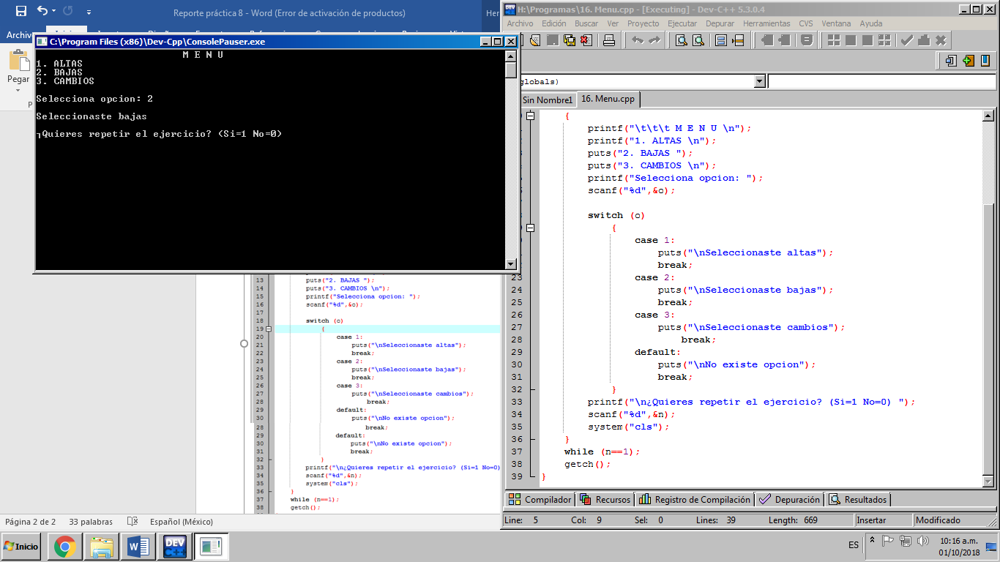 Reporte práctica 8 - Word (Error de activación de productos)
Her
Archivo
Pegar
P
C:\Program Files (x86)\Dev-Cpp\ConsolePauser.exe
M E N U
1. ALTAS
2. BAJAS
3. CAMBIOS
Selecciona opcion: 2
Seleccionaste bajas
┐Quieres repetir el ejercicio? (Si=1 No=0)
13 puts("2. BAJAS ");
14 puts("3. CAMBIOS \n");
15 printf("Selecciona opcion: ");
16 scanf("%d",&c);
17
18 switch (c)
19 {
20 case 1:
21 puts("\nSeleccionaste altas");
22 break;
23 case 2:
24 puts("\nSeleccionaste bajas");
25 break;
26 case 3:
27 puts("\nSeleccionaste cambios");
28 break;
29 default:
30 puts("\nNo existe opcion");
28 break;
29 default:
30 puts("\nNo existe opcion");
31 break;
32 }
33 printf("\n¿Quieres repetir el ejercicio? (Si=1 No=0)
34 scanf("%d",&n);
35 system("cls");
36 }
37 while (n==1);
38 getch();
Página 2 de 2 33 palabras Español (México)
H:\Programas\16. Menu.cpp - [Executing] - Dev-C++ 5.3.0.4
Archivo Edición Buscar Ver Proyecto Ejecutar Depurar Herramientas CVS Ventana Ayuda
globals)
Sin Nombre1 16. Menu.cpp
{
printf("\t\t\t M E N U \n");
printf("1. ALTAS \n");
puts("2. BAJAS ");
puts("3. CAMBIOS \n");
printf("Selecciona opcion: ");
scanf("%d",&c);
switch (c)
{
case 1:
puts("\nSeleccionaste altas");
break;
23 case 2:
24 puts("\nSeleccionaste bajas");
25 break;
26 case 3:
27 puts("\nSeleccionaste cambios");
28 break;
29 default:
30 puts("\nNo existe opcion");
31 break;
32 }
33 printf("\n¿Quieres repetir el ejercicio? (Si=1 No=0) ");
34 scanf("%d",&n);
35 system("cls");
36 }
37 while (n==1);
38 getch();
39 }
Compilador Recursos Registro de Compilación Depuración Resultados
Line: 5 Col: 9 Sel: 0 Lines: 39 Length: 669 Insertar Modificado
Inicio
W
DEV C++
ES
10:16 a.m.
01/10/2018